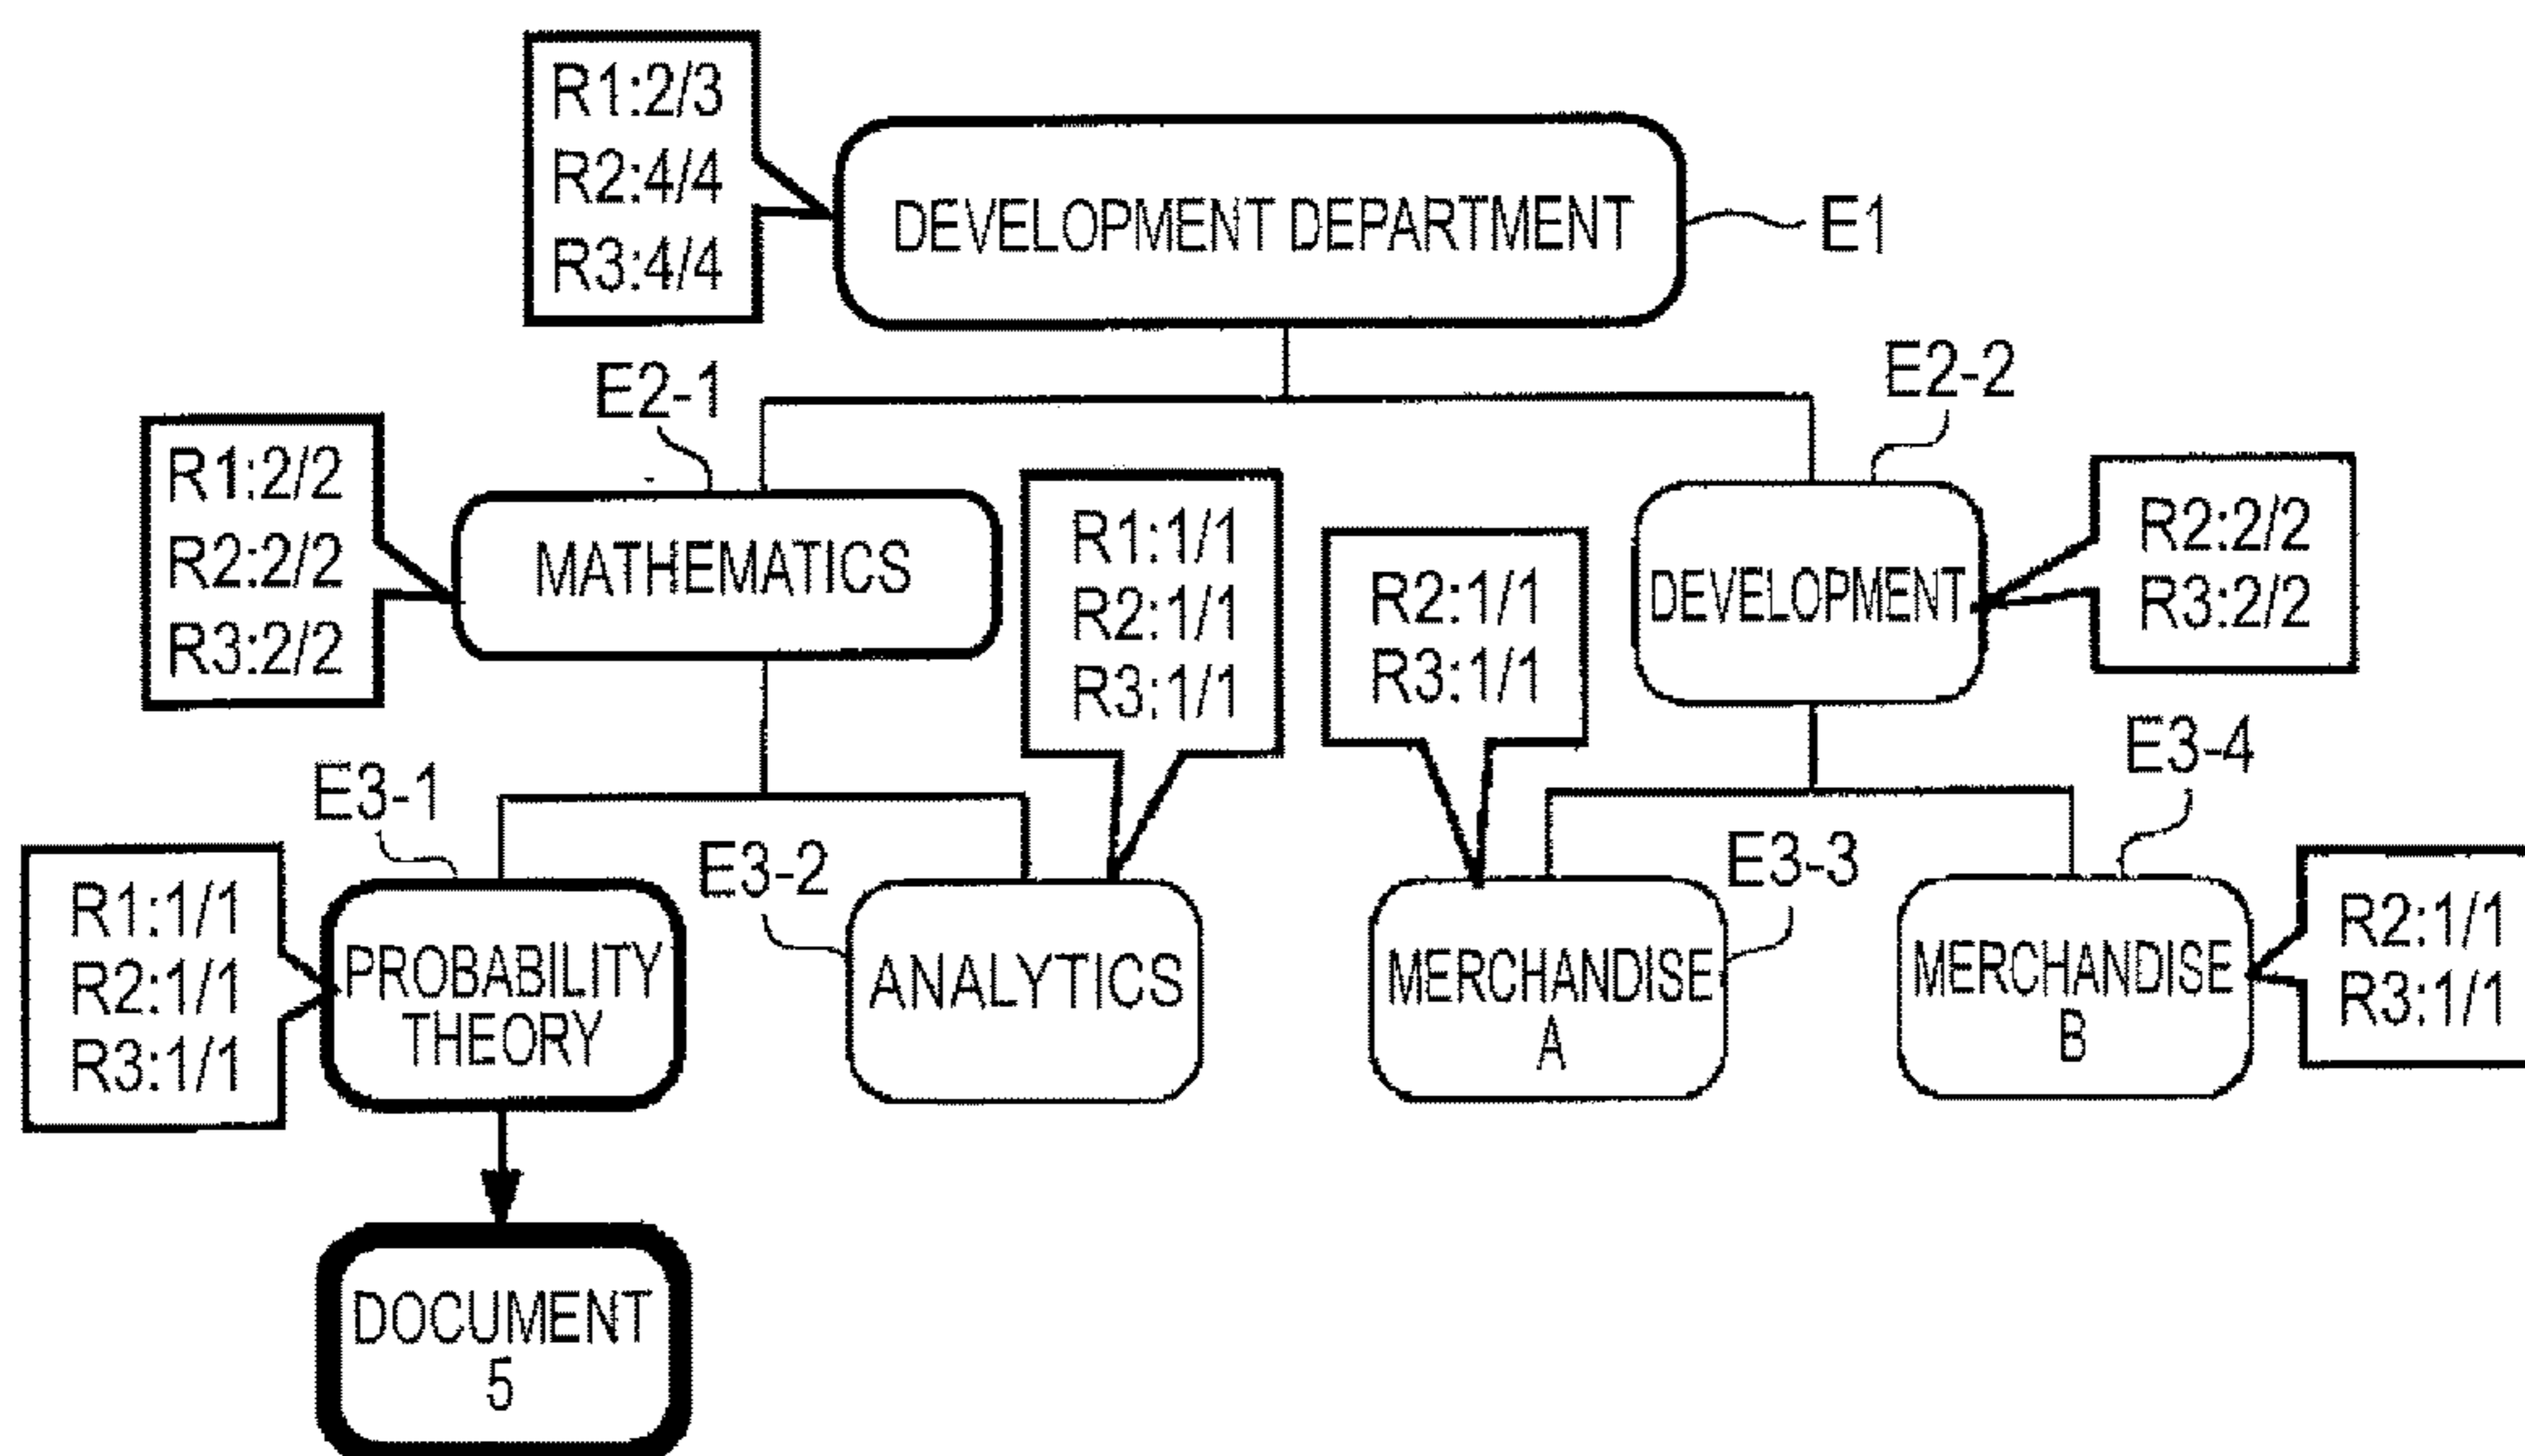 R1:2/3
R2:4/4
R3:4/4
DEVELOPMENT DEPARTMENT
E1
E2-1
E2-2
R1:2/2
R2:2/2
R3:2/2
MATHEMATICS
R1:1/1
R2:1/1
R3:1/1
R2:1/1
R3:1/1
DEVELOPMENT
R2:2/2
R3:2/2
E3-1
E3-2
E3-3
E3-4
R1:1/1
R2:1/1
R3:1/1
PROBABILITY
THEORY
ANALYTICS
MERCHANDISE
A
MERCHANDISE
B
R2:1/1
R3:1/1
DOCUMENT
5